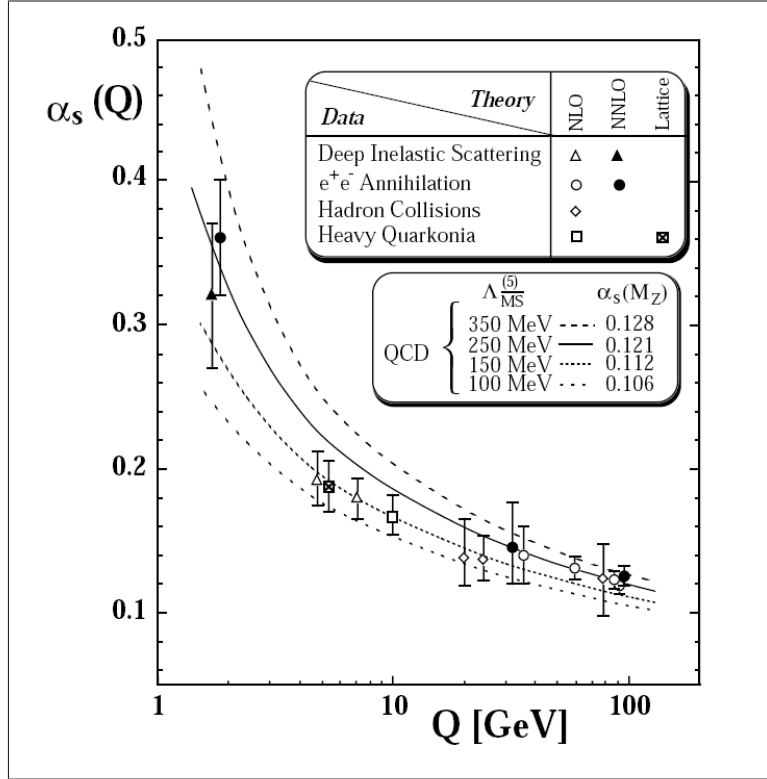 0.5
α_s (Q)
0.4
0.3
0.2
0.1
Theory
Data
NLO
NNLO
Lattice
Deep Inelastic Scattering
e⁺e⁻ Annihilation
Hadron Collisions
Heavy Quarkonia
Λ_MS^(5) α_s(M_Z)
QCD
350 MeV 0.128
250 MeV 0.121
150 MeV 0.112
100 MeV 0.106
1 10 100
Q [GeV]